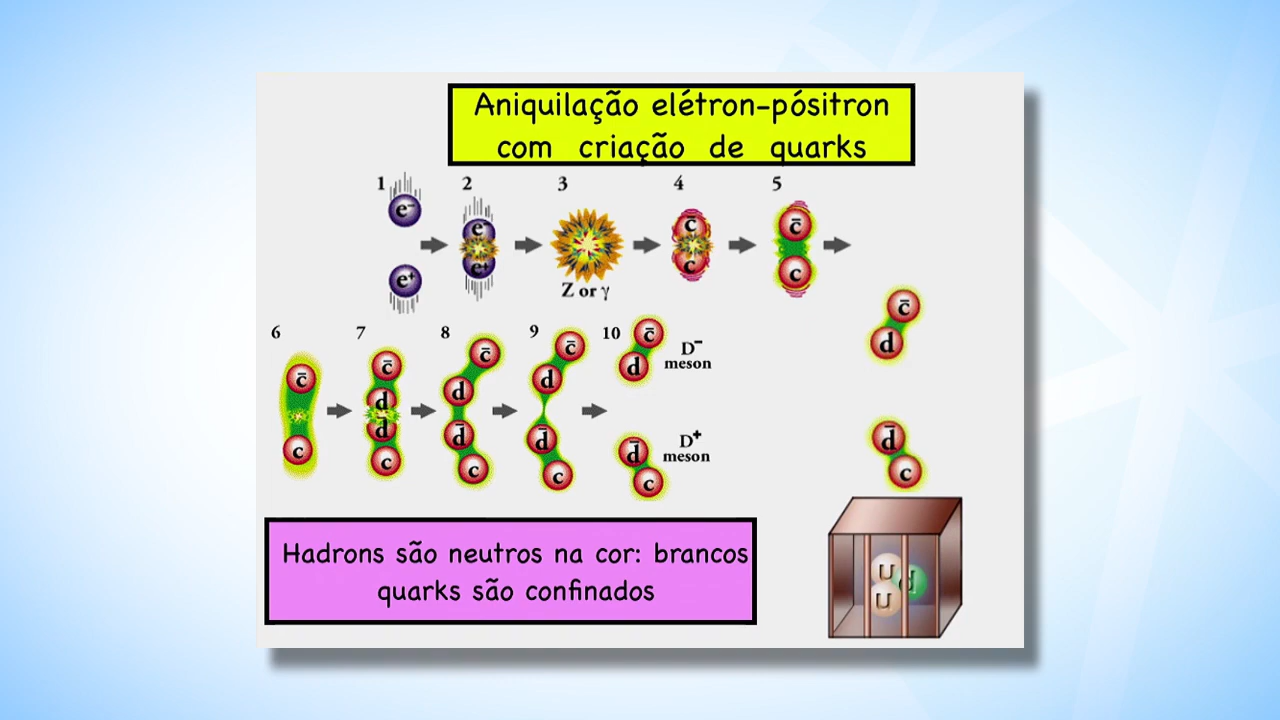 Aniquilação elétron-pósitron
com criação de quarks
1 2 3 4 5
e⁻ e⁻ c̄ c̄
e⁺ e⁺ c c
Z or γ
c̄
d
6 7 8 9 10
c̄ c̄ c̄ c̄ c̄
d d d d
D⁻
meson
d̄ d̄ d̄ d̄
c c c c c
D⁺
meson
d̄
c
Hadrons são neutros na cor: brancos
quarks são confinados
U
d
U